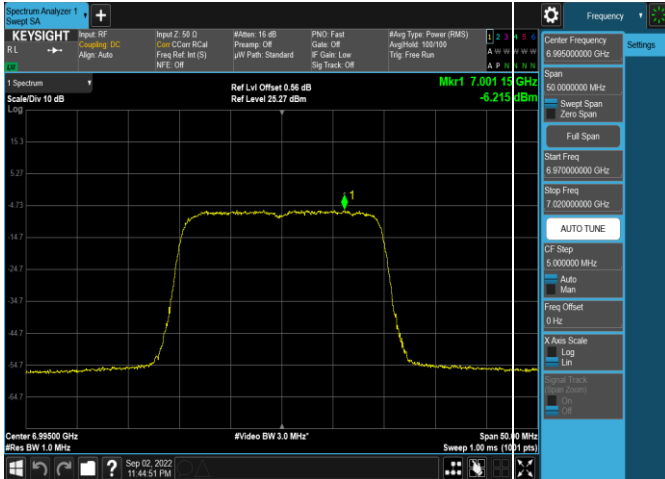 Spectrum Analyzer 1
Swept SA
Frequency
KEYSIGHT
RL
LV
Input: RF
Coupling: DC
Align: Auto
Input Z: 50 Ω
Corr CCorr RCal
Freq Ref: Int (S)
NFE: Off
#Atten: 16 dB
Preamp: Off
µW Path: Standard
PNO: Fast
Gate: Off
IF Gain: Low
Sig Track: Off
#Avg Type: Power (RMS)
Avg|Hold: 100/100
Trig: Free Run
1 2 3 4 5 6
A W W W W W
A P N N N N
Center Frequency
6.995000000 GHz
Settings
Span
50.0000000 MHz
Swept Span
Zero Span
Full Span
Start Freq
6.970000000 GHz
Stop Freq
7.020000000 GHz
AUTO TUNE
CF Step
5.000000 MHz
Auto
Man
Freq Offset
0 Hz
X Axis Scale
Log
Lin
Signal Track
(Span Zoom)
On
Off
1 Spectrum
Scale/Div 10 dB
Log
Ref Lvl Offset 0.56 dB
Ref Level 25.27 dBm
Mkr1 7.001 15 GHz
-6.215 dBm
15.3
5.27
-4.73
-14.7
-24.7
-34.7
-44.7
-54.7
-64.7
1
Center 6.99500 GHz
#Res BW 1.0 MHz
#Video BW 3.0 MHz*
Span 50.00 MHz
Sweep 1.00 ms (1001 pts)
?
Sep 02, 2022
11:44:51 PM